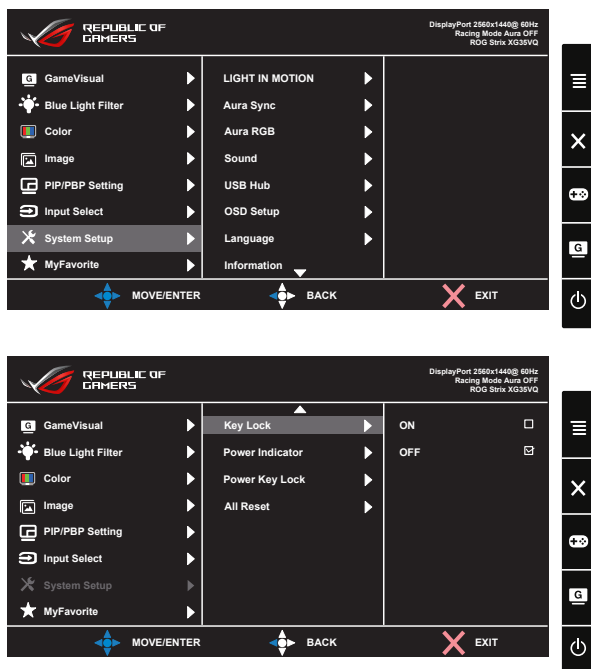 REPUBLIC OF
GAMERS
DisplayPort 2560x1440@ 60Hz
Racing Mode Aura OFF
ROG Strix XG35VQ
G GameVisual
Blue Light Filter
Color
Image
PIP/PBP Setting
Input Select
System Setup
MyFavorite
LIGHT IN MOTION
Aura Sync
Aura RGB
Sound
USB Hub
OSD Setup
Language
Information
G
MOVE/ENTER
BACK
EXIT
REPUBLIC OF
GAMERS
DisplayPort 2560x1440@ 60Hz
Racing Mode Aura OFF
ROG Strix XG35VQ
G GameVisual
Blue Light Filter
Color
Image
PIP/PBP Setting
Input Select
System Setup
MyFavorite
Key Lock
Power Indicator
Power Key Lock
All Reset
ON
OFF
G
MOVE/ENTER
BACK
EXIT